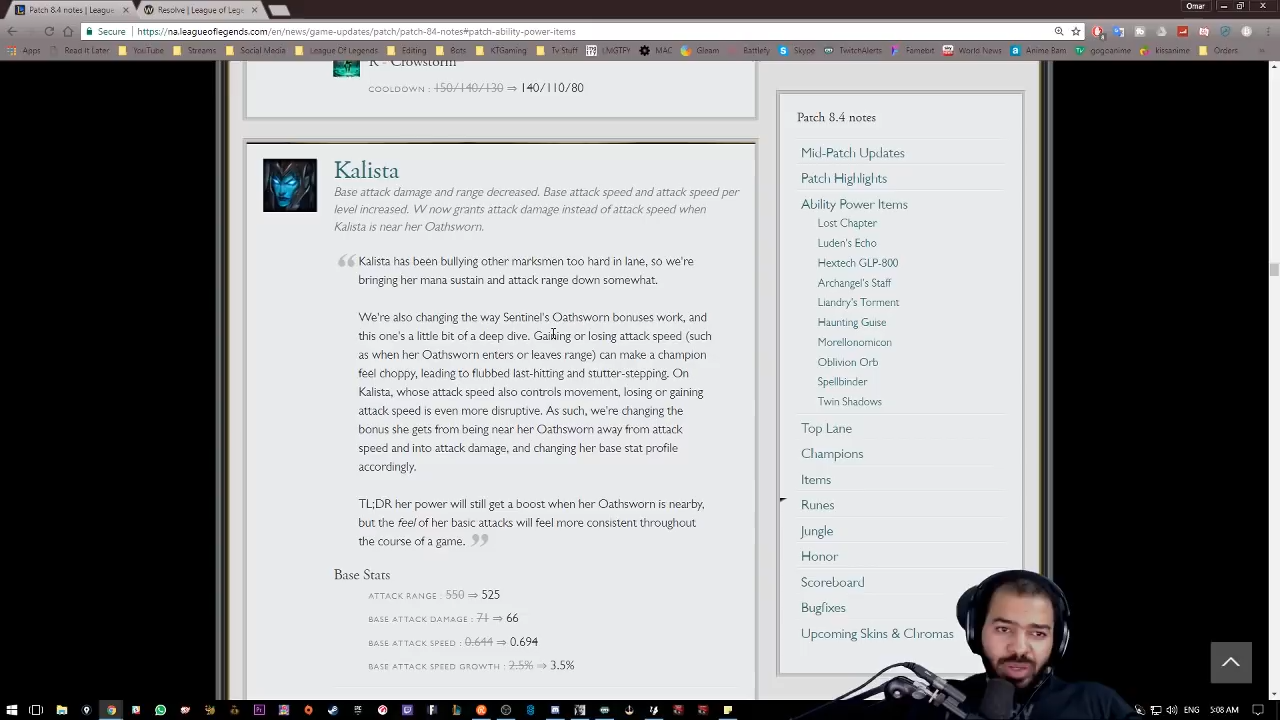 Patch 8.4 notes | League
Resolve | League of Lege
Omar
Secure
https://na.leagueoflegends.com/en/news/game-updates/patch/patch-84-notes#patch-ability-power-items
Apps
Read It Later
YouTube
Streams
Social Media
League Of Legends
Editing
Bots
KTGaming
Tv Stuff
LMGTFY
MAC
Gleam
Battlefy
Skype
TwitchAlerts
Famebit
World News
Anime Bam
gogoanime
kissanime
Orders
R - Crowstorm
COOLDOWN : 150/140/130 ⇒ 140/110/80
Kalista
Base attack damage and range decreased. Base attack speed and attack speed per
level increased. W now grants attack damage instead of attack speed when
Kalista is near her Oathsworn.
Kalista has been bullying other marksmen too hard in lane, so we're
bringing her mana sustain and attack range down somewhat.
We're also changing the way Sentinel's Oathsworn bonuses work, and
this one's a little bit of a deep dive. Gaining or losing attack speed (such
as when her Oathsworn enters or leaves range) can make a champion
feel choppy, leading to flubbed last-hitting and stutter-stepping. On
Kalista, whose attack speed also controls movement, losing or gaining
attack speed is even more disruptive. As such, we're changing the
bonus she gets from being near her Oathsworn away from attack
speed and into attack damage, and changing her base stat profile
accordingly.
TL;DR her power will still get a boost when her Oathsworn is nearby,
but the feel of her basic attacks will feel more consistent throughout
the course of a game.
Base Stats
ATTACK RANGE : 550 ⇒ 525
BASE ATTACK DAMAGE : 71 ⇒ 66
BASE ATTACK SPEED : 0.644 ⇒ 0.694
BASE ATTACK SPEED GROWTH : 2.5% ⇒ 3.5%
Patch 8.4 notes
Mid-Patch Updates
Patch Highlights
Ability Power Items
Lost Chapter
Luden's Echo
Hextech GLP-800
Archangel's Staff
Liandry's Torment
Haunting Guise
Morellonomicon
Oblivion Orb
Spellbinder
Twin Shadows
Top Lane
Champions
Items
Runes
Jungle
Honor
Scoreboard
Bugfixes
Upcoming Skins & Chromas
5:08 AM